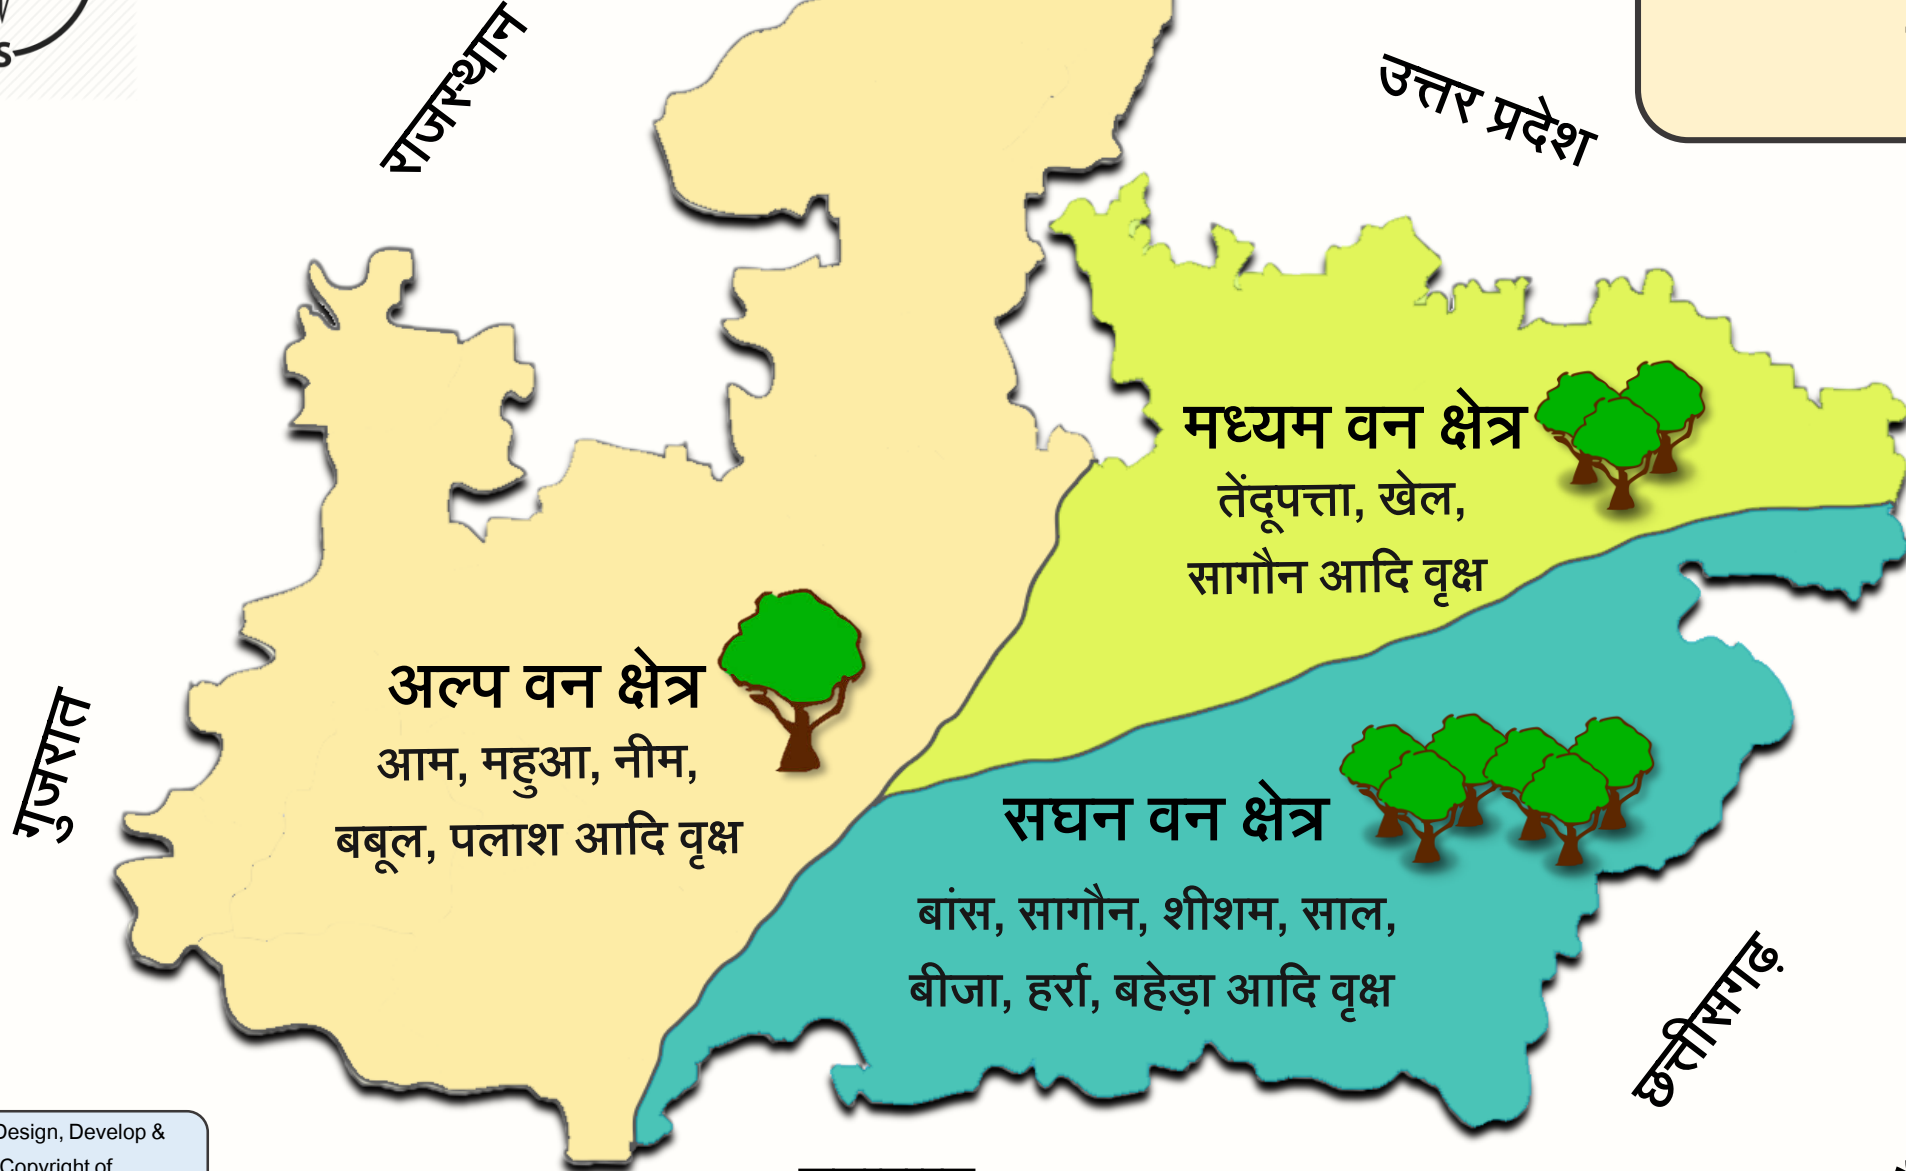 S
राजस्थान
उत्तर प्रदेश
मध्यम वन क्षेत्र
तेंदूपत्ता, खेल,
सागौन आदि वृक्ष
अल्प वन क्षेत्र
आम, महुआ, नीम,
बबूल, पलाश आदि वृक्ष
गुजरात
सघन वन क्षेत्र
बांस, सागौन, शीशम, साल,
बीजा, हर्रा, बहेड़ा आदि वृक्ष
छत्तीसगढ़
Design, Develop &
Copyright of